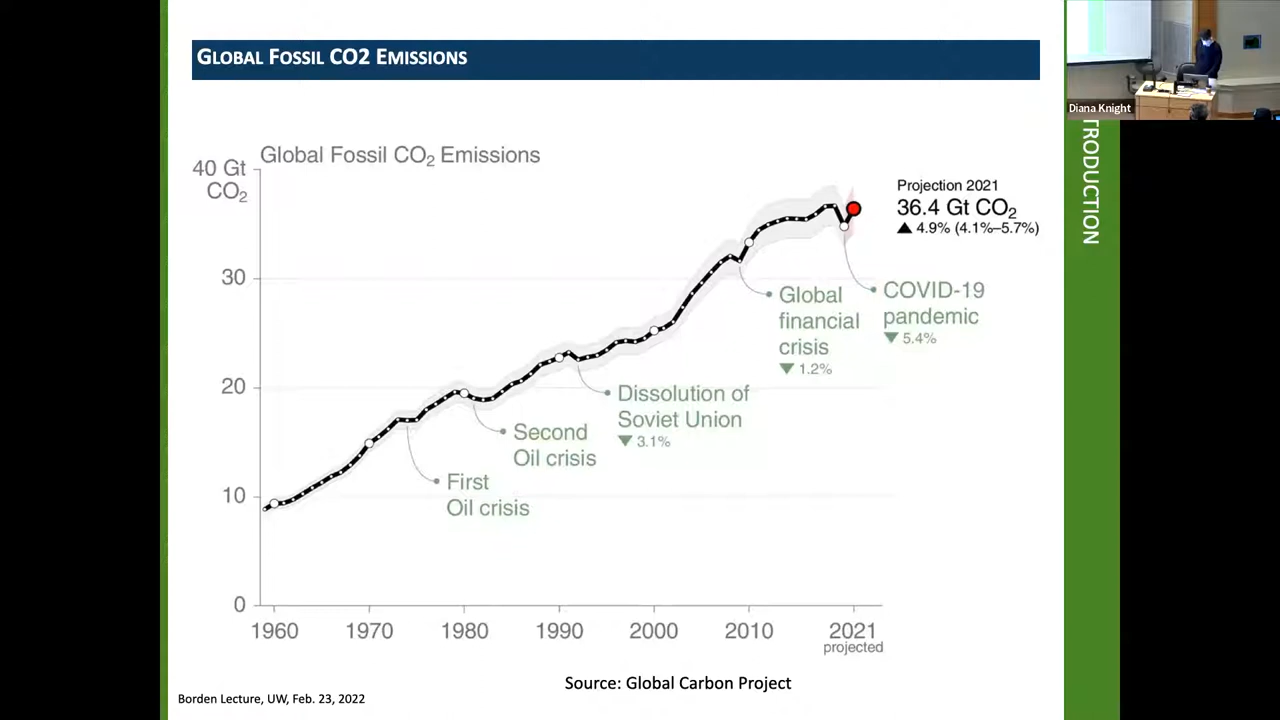 GLOBAL FOSSIL CO2 EMISSIONS
Diana Knight
TRODUCTION
Global Fossil CO₂ Emissions
40 Gt
CO₂
30
20
10
0
1960
1970
1980
1990
2000
2010
2021
projected
Projection 2021
36.4 Gt CO₂
▲ 4.9% (4.1%–5.7%)
First
Oil crisis
Second
Oil crisis
Dissolution of
Soviet Union
▼ 3.1%
Global
financial
crisis
▼ 1.2%
COVID-19
pandemic
▼ 5.4%
Source: Global Carbon Project
Borden Lecture, UW, Feb. 23, 2022